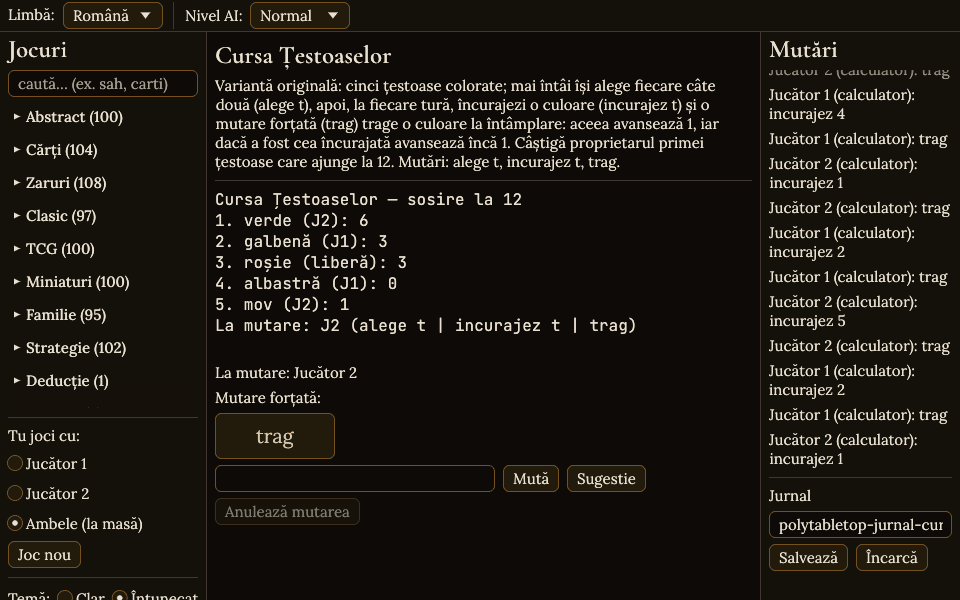 Limbă:
Română
Nivel AI:
Normal
Jocuri
caută... (ex. sah, carti)
Abstract (100)
Cărți (104)
Zaruri (108)
Clasic (97)
TCG (100)
Miniaturi (100)
Familie (95)
Strategie (102)
Deducție (1)
Tu joci cu:
Jucător 1
Jucător 2
Ambele (la masă)
Joc nou
Temă: Clar Întunecat
Cursa Țestoaselor
Variantă originală: cinci țestoase colorate; mai întâi își alege fiecare câte
două (alege t), apoi, la fiecare tură, încurajezi o culoare (incurajez t) și o
mutare forțată (trag) trage o culoare la întâmplare: aceea avansează 1, iar
dacă a fost cea încurajată avansează încă 1. Câștigă proprietarul primei
țestoase care ajunge la 12. Mutări: alege t, incurajez t, trag.
Cursa Țestoaselor — sosire la 12
1. verde (J2): 6
2. galbenă (J1): 3
3. roșie (liberă): 3
4. albastră (J1): 0
5. mov (J2): 1
La mutare: J2 (alege t | incurajez t | trag)
La mutare: Jucător 2
Mutare forțată:
trag
Mută
Sugestie
Anulează mutarea
Mutări
Jucător 2 (calculator): trag
Jucător 1 (calculator):
incurajez 4
Jucător 1 (calculator): trag
Jucător 2 (calculator):
incurajez 1
Jucător 2 (calculator): trag
Jucător 1 (calculator):
incurajez 2
Jucător 1 (calculator): trag
Jucător 2 (calculator):
incurajez 5
Jucător 2 (calculator): trag
Jucător 1 (calculator):
incurajez 2
Jucător 1 (calculator): trag
Jucător 2 (calculator):
incurajez 1
Jurnal
polytabletop-jurnal-cur
Salvează
Încarcă